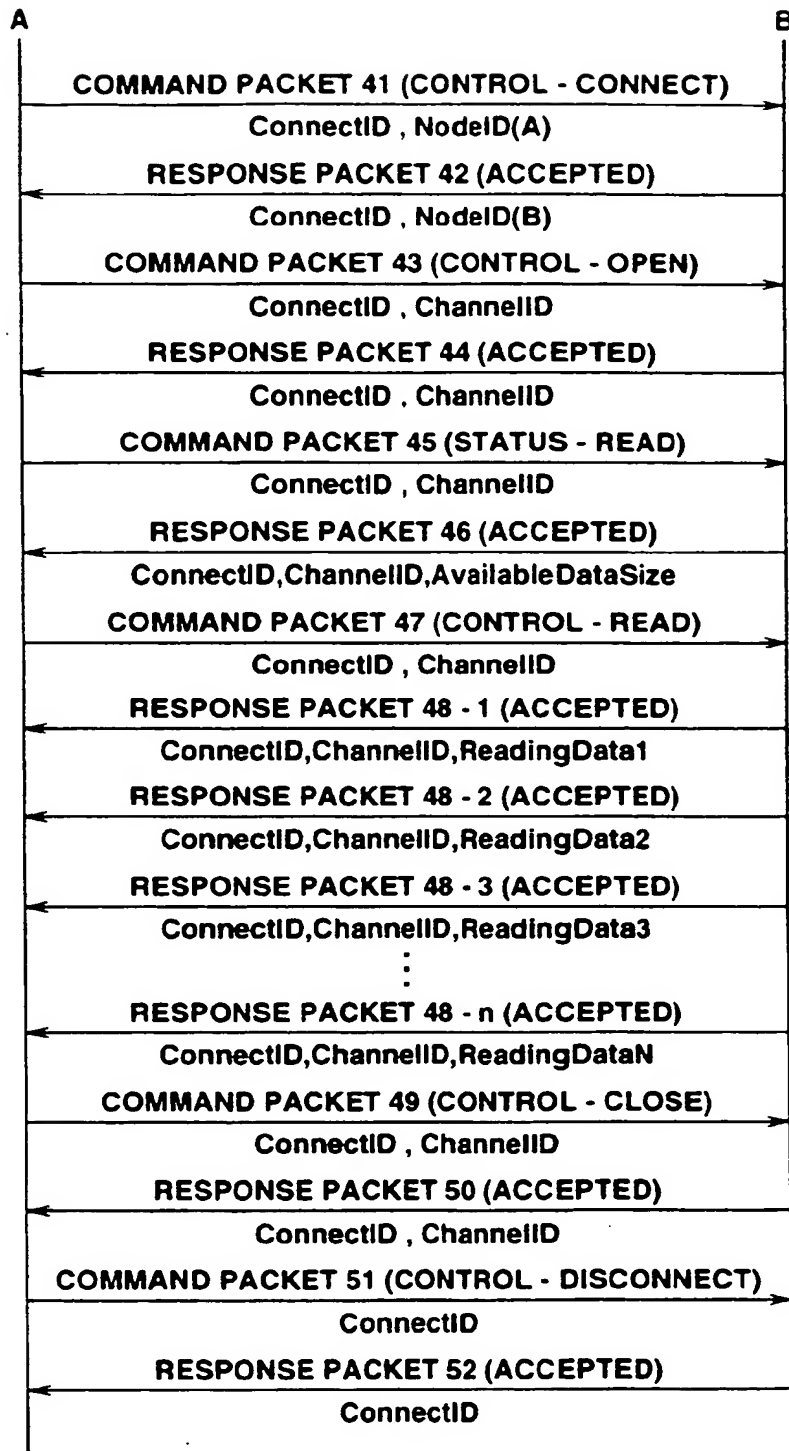 A B
COMMAND PACKET 41 (CONTROL - CONNECT)
ConnectID , NodeID(A)
RESPONSE PACKET 42 (ACCEPTED)
ConnectID , NodeID(B)
COMMAND PACKET 43 (CONTROL - OPEN)
ConnectID , ChannelID
RESPONSE PACKET 44 (ACCEPTED)
ConnectID , ChannelID
COMMAND PACKET 45 (STATUS - READ)
ConnectID , ChannelID
RESPONSE PACKET 46 (ACCEPTED)
ConnectID,ChannelID,AvailableDataSize
COMMAND PACKET 47 (CONTROL - READ)
ConnectID , ChannelID
RESPONSE PACKET 48 - 1 (ACCEPTED)
ConnectID,ChannelID,ReadingData1
RESPONSE PACKET 48 - 2 (ACCEPTED)
ConnectID,ChannelID,ReadingData2
RESPONSE PACKET 48 - 3 (ACCEPTED)
ConnectID,ChannelID,ReadingData3
⋮
RESPONSE PACKET 48 - n (ACCEPTED)
ConnectID,ChannelID,ReadingDataN
COMMAND PACKET 49 (CONTROL - CLOSE)
ConnectID , ChannelID
RESPONSE PACKET 50 (ACCEPTED)
ConnectID , ChannelID
COMMAND PACKET 51 (CONTROL - DISCONNECT)
ConnectID
RESPONSE PACKET 52 (ACCEPTED)
ConnectID